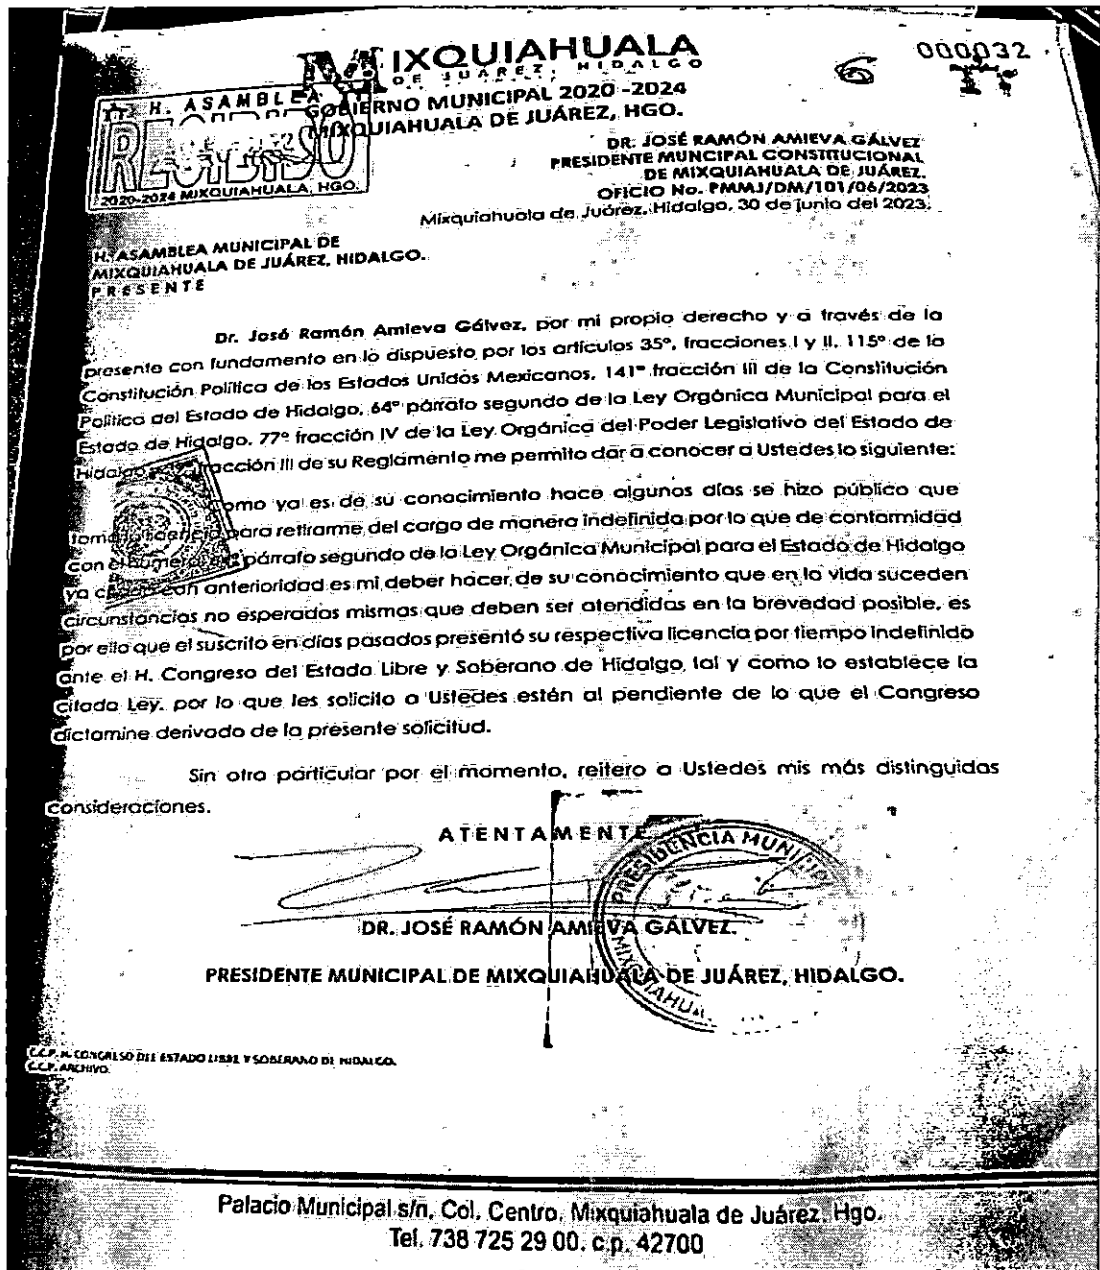 MIXQUIAHUALA
DE JUÁREZ, HIDALGO
000032
H. ASAMBLEA
GOBIERNO MUNICIPAL 2020-2024
MIXQUIAHUALA DE JUÁREZ, HGO.
RECIBIDO
2020-2024 MIXQUIAHUALA, HGO.
DR. JOSÉ RAMÓN AMIEVA GÁLVEZ
PRESIDENTE MUNCIPAL CONSTITUCIONAL
DE MIXQUIAHUALA DE JUÁREZ.
OFICIO No. PMMJ/DM/101/06/2023
Mixquiahuala de Juárez, Hidalgo, 30 de junio del 2023.
H. ASAMBLEA MUNICIPAL DE
MIXQUIAHUALA DE JUÁREZ, HIDALGO.
P R E S E N T E
Dr. José Ramón Amieva Gálvez, por mi propio derecho y a través de la
presente con fundamento en lo dispuesto por los artículos 35º, fracciones I y II, 115º de la
Constitución Política de los Estados Unidos Mexicanos, 141º fracción III de la Constitución
Política del Estado de Hidalgo, 64º párrafo segundo de la Ley Orgánica Municipal para el
Estado de Hidalgo, 77º fracción IV de la Ley Orgánica del Poder Legislativo del Estado de
Hidalgo fracción III de su Reglamento me permito dar a conocer a Ustedes lo siguiente:
Como ya es de su conocimiento hace algunos días se hizo público que
licencia para retirarme del cargo de manera indefinida por lo que de conformidad
con el párrafo segundo de la Ley Orgánica Municipal para el Estado de Hidalgo
ya con anterioridad es mi deber hacer de su conocimiento que en la vida suceden
circunstancias no esperadas mismas que deben ser atendidas en la brevedad posible, es
por ello que el suscrito en días pasados presentó su respectiva licencia por tiempo indefinido
ante el H. Congreso del Estado Libre y Soberano de Hidalgo tal y como lo establece la
citada Ley, por lo que les solicito a Ustedes estén al pendiente de lo que el Congreso
dictamine derivado de la presente solicitud.
Sin otro particular por el momento, reitero a Ustedes mis más distinguidas
consideraciones.
A T E N T A M E N T E
PRESIDENCIA MUNICIP
DR. JOSÉ RAMÓN AMIEVA GALVEZ.
PRESIDENTE MUNICIPAL DE MIXQUIAHUALA DE JUÁREZ, HIDALGO.
MIXQUIAHUA
C.C.P. H. CONGRESO DEL ESTADO LIBRE Y SOBERANO DE HIDALGO.
C.C.P. ARCHIVO.
Palacio Municipal s/n, Col. Centro, Mixquiahuala de Juárez, Hgo.
Tel. 738 725 29 00. c.p. 42700